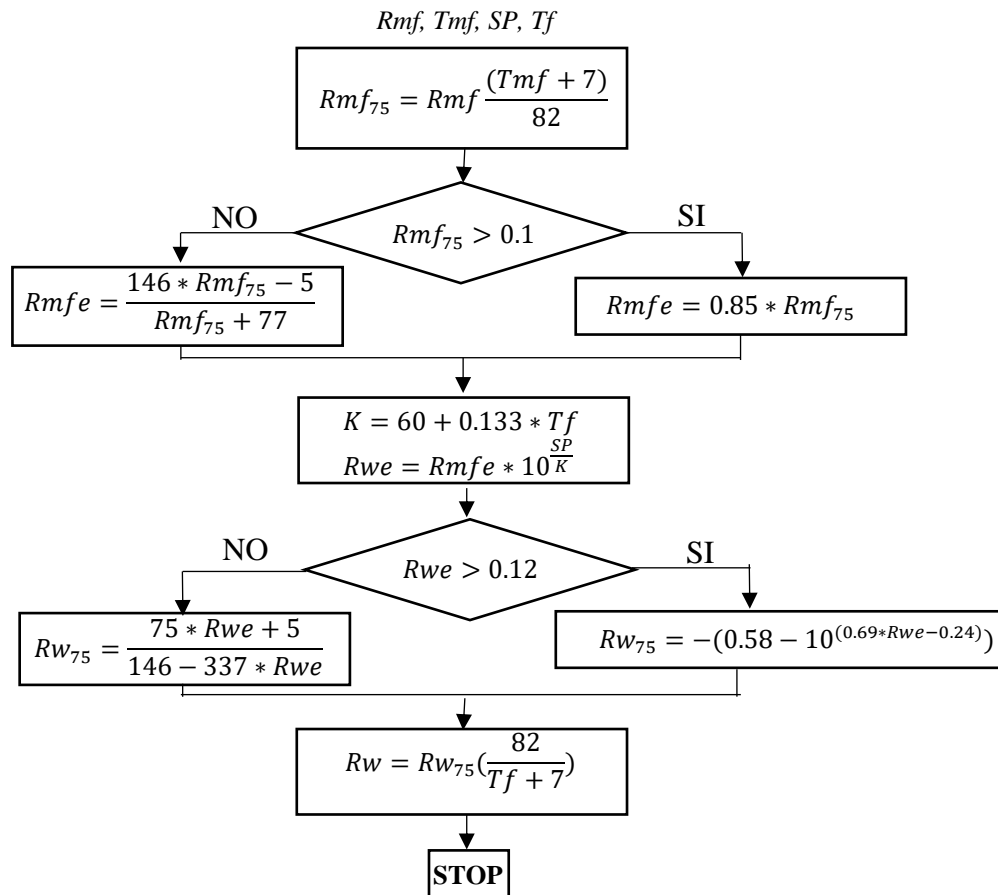 Rmf, Tmf, SP, Tf
Rmf₇₅ = Rmf (Tmf + 7)/82
NO
SI
Rmf₇₅ > 0.1
Rmfe = (146 ∗ Rmf₇₅ − 5)/(Rmf₇₅ + 77)
Rmfe = 0.85 ∗ Rmf₇₅
K = 60 + 0.133 ∗ Tf
Rwe = Rmfe ∗ 10^(SP/K)
NO
SI
Rwe > 0.12
Rw₇₅ = (75 ∗ Rwe + 5)/(146 − 337 ∗ Rwe)
Rw₇₅ = −(0.58 − 10^(0.69∗Rwe−0.24))
Rw = Rw₇₅(82/(Tf + 7))
STOP